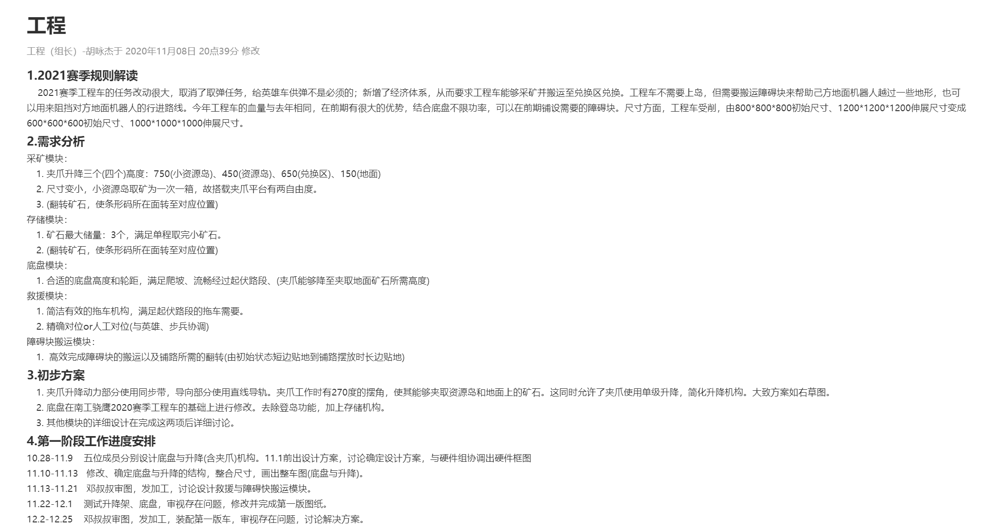 工程
工程（组长）-胡咏杰于 2020年11月08日 20点39分 修改
1.2021赛季规则解读
2021赛季工程车的任务改动很大，取消了取弹任务，给英雄车供弹不是必须的；新增了经济体系，从而要求工程车能够采矿并搬运至兑换区兑换。工程车不需要上岛，但需要搬运障碍块来帮助己方地面机器人越过一些地形，也可
以用来阻挡对方地面机器人的行进路线。今年工程车的血量与去年相同，在前期有很大的优势，结合底盘不限功率，可以在前期铺设需要的障碍块。尺寸方面，工程车受削，由800*800*800初始尺寸、1200*1200*1200伸展尺寸变成
600*600*600初始尺寸、1000*1000*1000伸展尺寸。
2.需求分析
采矿模块：
1. 夹爪升降三个(四个)高度：750(小资源岛)、450(资源岛)、650(兑换区)、150(地面)
2. 尺寸变小，小资源岛取矿为一次一箱，故搭载夹爪平台有两自由度。
3. (翻转矿石，使条形码所在面转至对应位置)
存储模块：
1. 矿石最大储量：3个，满足单程取完小矿石。
2. (翻转矿石，使条形码所在面转至对应位置)
底盘模块：
1. 合适的底盘高度和轮距，满足爬坡、流畅经过起伏路段、(夹爪能够降至夹取地面矿石所需高度)
救援模块：
1. 简洁有效的拖车机构，满足起伏路段的拖车需要。
2. 精确对位or人工对位(与英雄、步兵协调)
障碍块搬运模块：
1. 高效完成障碍块的搬运以及铺路所需的翻转(由初始状态短边贴地到铺路摆放时长边贴地)
3.初步方案
1. 夹爪升降动力部分使用同步带，导向部分使用直线导轨。夹爪工作时有270度的摆角，使其能够夹取资源岛和地面上的矿石。这同时允许了夹爪使用单级升降，简化升降机构。大致方案如右草图。
2. 底盘在南工骁鹰2020赛季工程车的基础上进行修改。去除登岛功能，加上存储机构。
3. 其他模块的详细设计在完成这两项后详细讨论。
4.第一阶段工作进度安排
10.28-11.9 五位成员分别设计底盘与升降(含夹爪)机构。11.1前出设计方案，讨论确定设计方案，与硬件组协调出硬件框图
11.10-11.13 修改、确定底盘与升降的结构，整合尺寸，画出整车图(底盘与升降)。
11.13-11.21 邓叔叔审图，发加工，讨论设计救援与障碍快搬运模块。
11.22-12.1 测试升降架、底盘，审视存在问题，修改并完成第一版图纸。
12.2-12.25 邓叔叔审图，发加工，装配第一版车，审视存在问题，讨论解决方案。